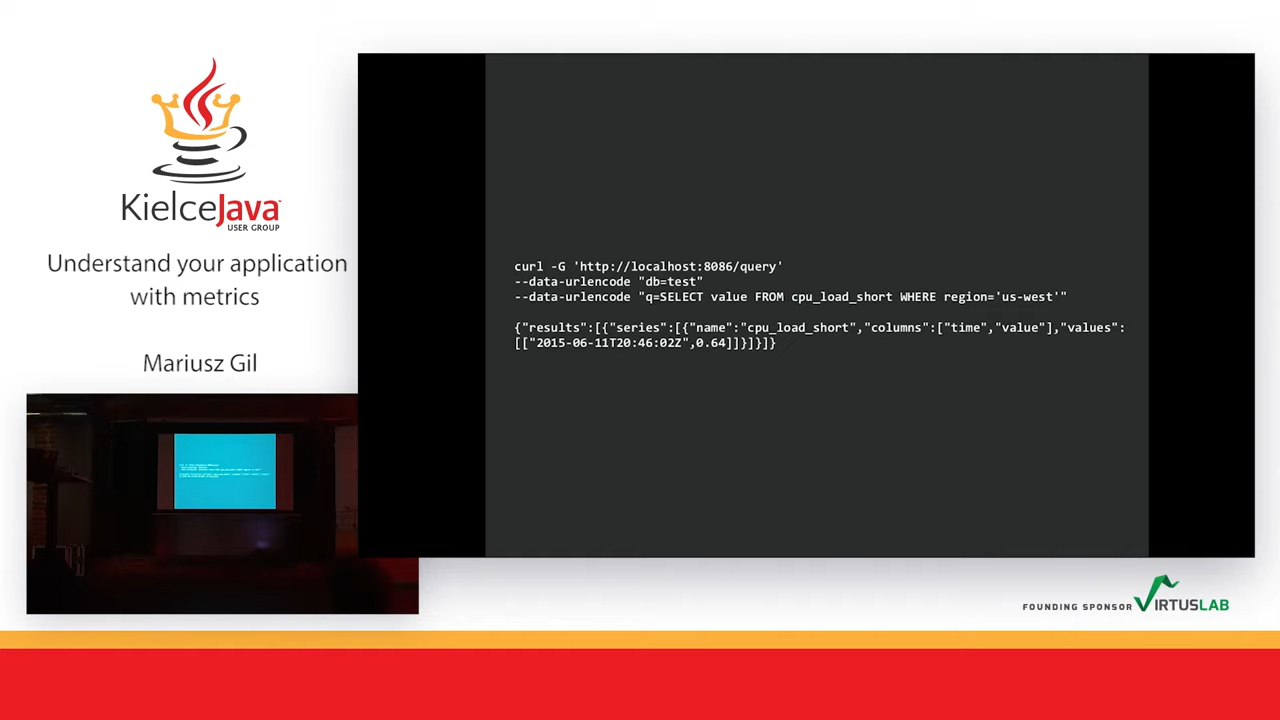 KielceJava
USER GROUP
Understand your application
with metrics
Mariusz Gil
curl -G 'http://localhost:8086/query'
--data-urlencode "db=test"
--data-urlencode "q=SELECT value FROM cpu_load_short WHERE region='us-west'"
{"results":[{"series":[{"name":"cpu_load_short","columns":["time","value"],"values":
[["2015-06-11T20:46:02Z",0.64]]}]}]}
FOUNDING SPONSOR VIRTUSLAB